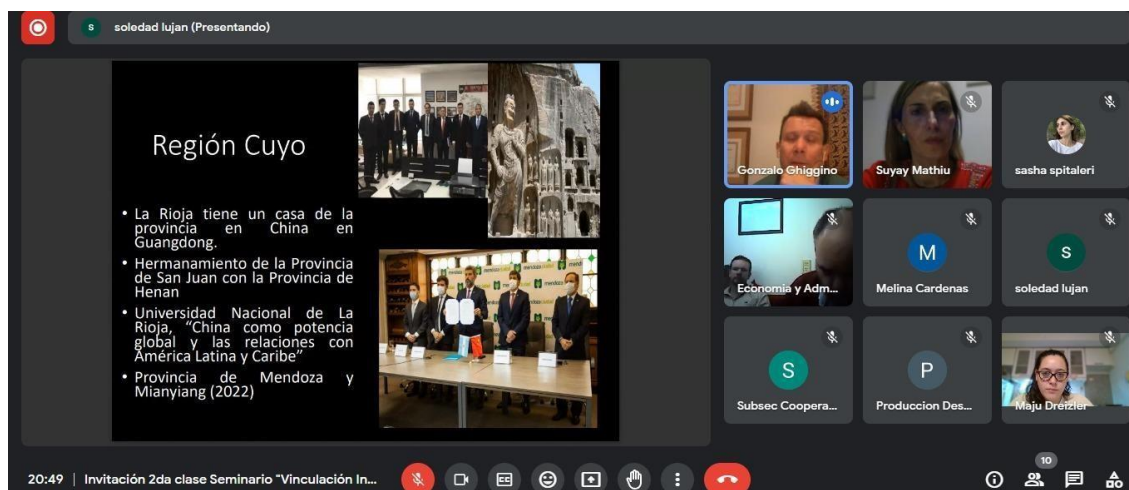 s soledad lujan (Presentando)
Región Cuyo
• La Rioja tiene un casa de la
provincia en China en
Guangdong.
• Hermanamiento de la Provincia
de San Juan con la Provincia de
Henan
• Universidad Nacional de La
Rioja, “China como potencia
global y las relaciones con
América Latina y Caribe”
• Provincia de Mendoza y
Mianyiang (2022)
mendoza
Gonzalo Ghiggino
Suyay Mathiu
sasha spitaleri
Economia y Adm...
M
Melina Cardenas
s
soledad lujan
S
Subsec Coopera...
P
Produccion Des...
Maju Dreizler
20:49 | Invitación 2da clase Seminario "Vinculación In...
CC
10